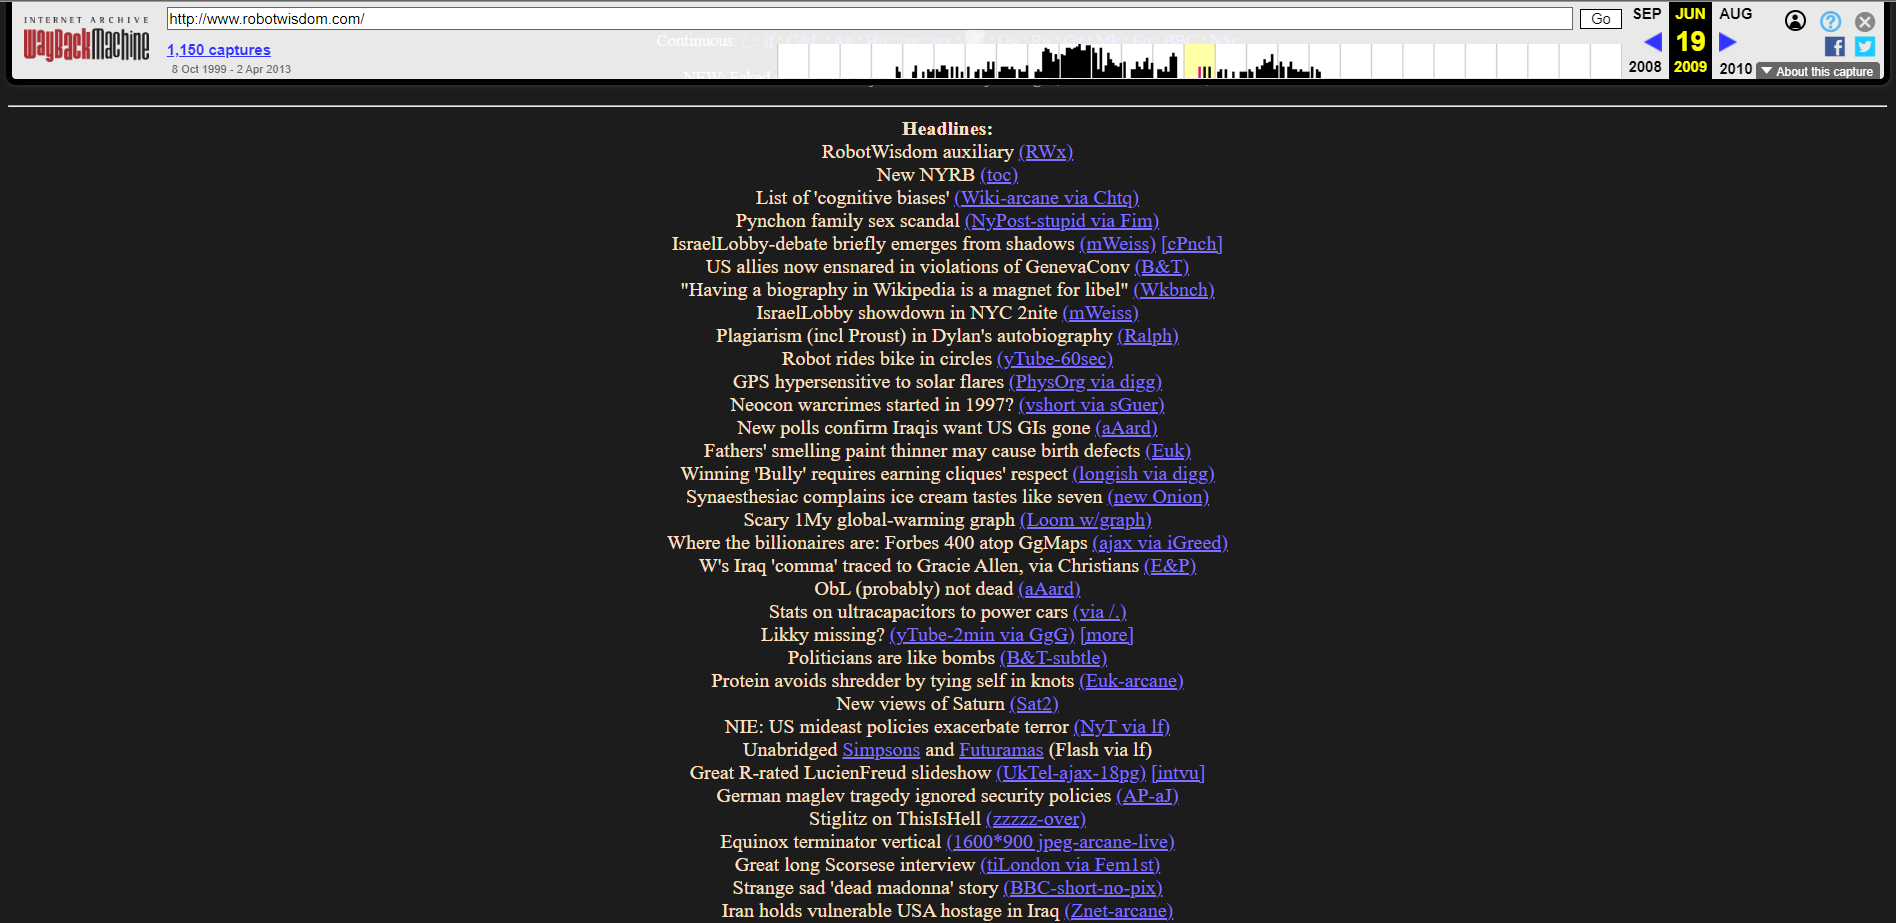 INTERNET ARCHIVE
WayBackMachine
http://www.robotwisdom.com/
Go
1,150 captures
8 Oct 1999 - 2 Apr 2013
SEP JUN AUG
19
2008 2009 2010
About this capture
Continuous:
Headlines:
RobotWisdom auxiliary (RWx)
New NYRB (toc)
List of 'cognitive biases' (Wiki-arcane via Chtq)
Pynchon family sex scandal (NyPost-stupid via Fim)
IsraelLobby-debate briefly emerges from shadows (mWeiss) [cPnch]
US allies now ensnared in violations of GenevaConv (B&T)
"Having a biography in Wikipedia is a magnet for libel" (Wkbnch)
IsraelLobby showdown in NYC 2nite (mWeiss)
Plagiarism (incl Proust) in Dylan's autobiography (Ralph)
Robot rides bike in circles (yTube-60sec)
GPS hypersensitive to solar flares (PhysOrg via digg)
Neocon warcrimes started in 1997? (vshort via sGuer)
New polls confirm Iraqis want US GIs gone (aAard)
Fathers' smelling paint thinner may cause birth defects (Euk)
Winning 'Bully' requires earning cliques' respect (longish via digg)
Synaesthesiac complains ice cream tastes like seven (new Onion)
Scary 1My global-warming graph (Loom w/graph)
Where the billionaires are: Forbes 400 atop GgMaps (ajax via iGreed)
W's Iraq 'comma' traced to Gracie Allen, via Christians (E&P)
ObL (probably) not dead (aAard)
Stats on ultracapacitors to power cars (via /.)
Likky missing? (yTube-2min via GgG) [more]
Politicians are like bombs (B&T-subtle)
Protein avoids shredder by tying self in knots (Euk-arcane)
New views of Saturn (Sat2)
NIE: US mideast policies exacerbate terror (NyT via lf)
Unabridged Simpsons and Futuramas (Flash via lf)
Great R-rated LucienFreud slideshow (UkTel-ajax-18pg) [intvu]
German maglev tragedy ignored security policies (AP-aJ)
Stiglitz on ThisIsHell (zzzzz-over)
Equinox terminator vertical (1600*900 jpeg-arcane-live)
Great long Scorsese interview (tiLondon via Fem1st)
Strange sad 'dead madonna' story (BBC-short-no-pix)
Iran holds vulnerable USA hostage in Iraq (Znet-arcane)